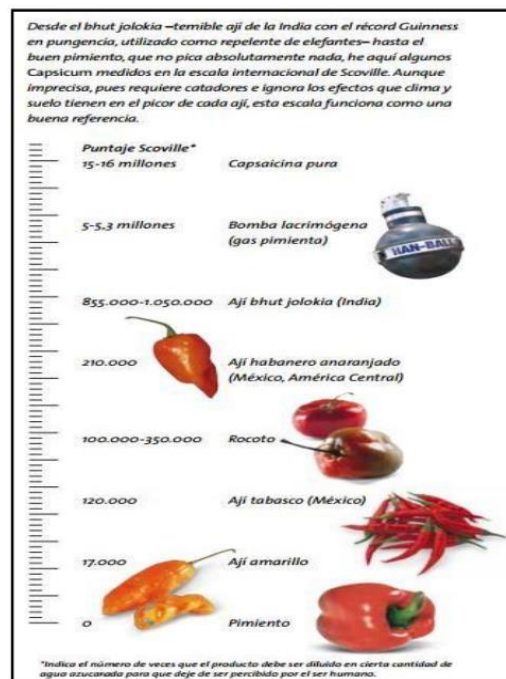 Desde el bhut jolokia –temible ají de la India con el récord Guinness
en pungencia, utilizado como repelente de elefantes– hasta el
buen pimiento, que no pica absolutamente nada, he aquí algunos
Capsicum medidos en la escala internacional de Scoville. Aunque
imprecisa, pues requiere catadores e ignora los efectos que clima y
suelo tienen en el picor de cada ají, esta escala funciona como una
buena referencia.
Puntaje Scoville*
15-16 millones Capsaicina pura
5-5.3 millones Bomba lacrimógena
(gas pimienta)
HAN-BALL
855.000-1.050.000 Ají bhut jolokia (India)
210.000 Ají habanero anaranjado
(México, América Central)
100.000-350.000 Rocoto
120.000 Ají tabasco (México)
17.000 Ají amarillo
0 Pimiento
*Indica el número de veces que el producto debe ser diluido en cierta cantidad de
agua azucarada para que deje de ser percibido por el ser humano.